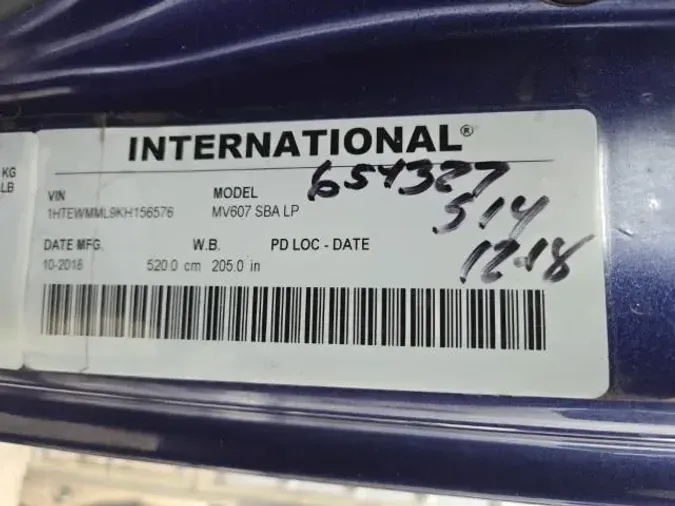 INTERNATIONAL®
KG
LB
654327
VIN
MODEL
1HTEWMML9KH156576
MV607 SBA LP
514
DATE MFG.
W.B.
PD LOC - DATE
12-18
10-2018
520.0 cm 205.0 in